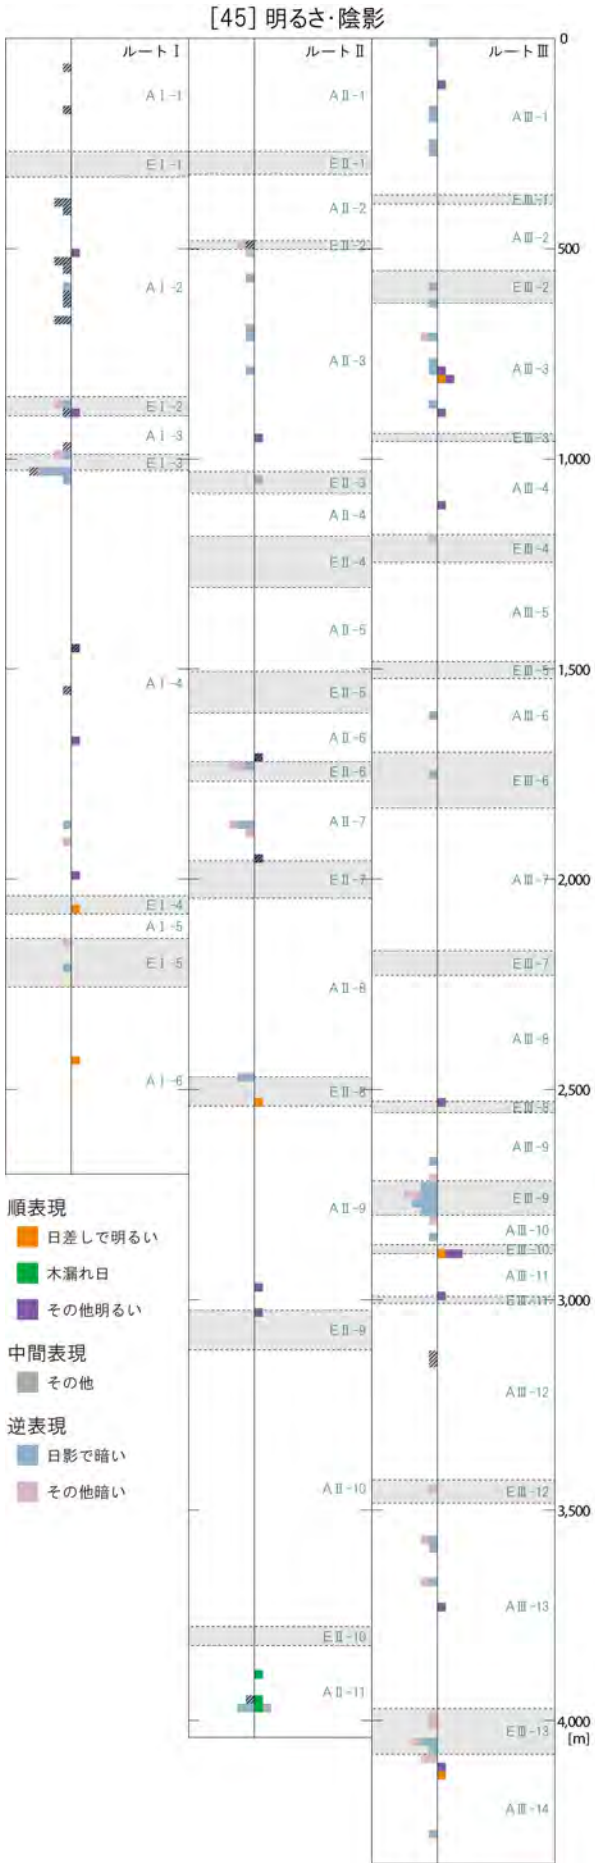 [45] 明るさ･陰影
ルート Ⅰ
AⅠ-1
EⅠ-1
AⅠ-2
EⅠ-2
AⅠ-3
EⅠ-3
AⅠ-4
EⅠ-4
AⅠ-5
EⅠ-5
AⅠ-6
ルート Ⅱ
AⅡ-1
EⅡ-1
AⅡ-2
EⅡ-2
AⅡ-3
EⅡ-3
AⅡ-4
EⅡ-4
AⅡ-5
EⅡ-5
AⅡ-6
EⅡ-6
AⅡ-7
EⅡ-7
AⅡ-8
EⅡ-8
AⅡ-9
EⅡ-9
AⅡ-10
EⅡ-10
AⅡ-11
ルート Ⅲ
AⅢ-1
EⅢ-1
AⅢ-2
EⅢ-2
AⅢ-3
EⅢ-3
AⅢ-4
EⅢ-4
AⅢ-5
EⅢ-5
AⅢ-6
EⅢ-6
AⅢ-7
EⅢ-7
AⅢ-8
EⅢ-8
AⅢ-9
EⅢ-9
AⅢ-10
EⅢ-10
AⅢ-11
EⅢ-11
AⅢ-12
EⅢ-12
AⅢ-13
EⅢ-13
AⅢ-14
0
500
1,000
1,500
2,000
2,500
3,000
3,500
4,000
[m]
順表現
日差しで明るい
木漏れ日
その他明るい
中間表現
その他
逆表現
日影で暗い
その他暗い